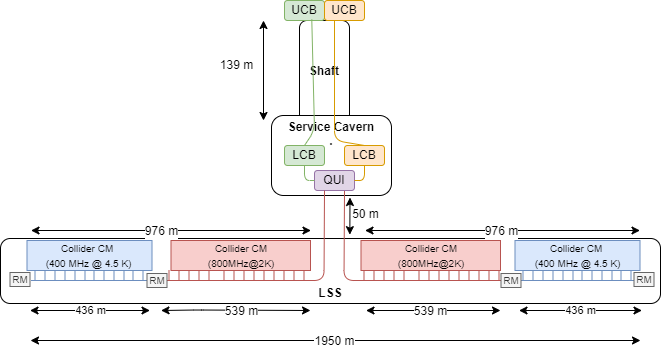 UCB UCB
139 m
Shaft
Service Cavern
LCB LCB
QUI
50 m
976 m 976 m
Collider CM
(400 MHz @ 4.5 K)
Collider CM
(800MHz@2K)
Collider CM
(800MHz@2K)
Collider CM
(400 MHz @ 4.5 K)
RM RM RM RM
LSS
436 m 539 m 539 m 436 m
1950 m